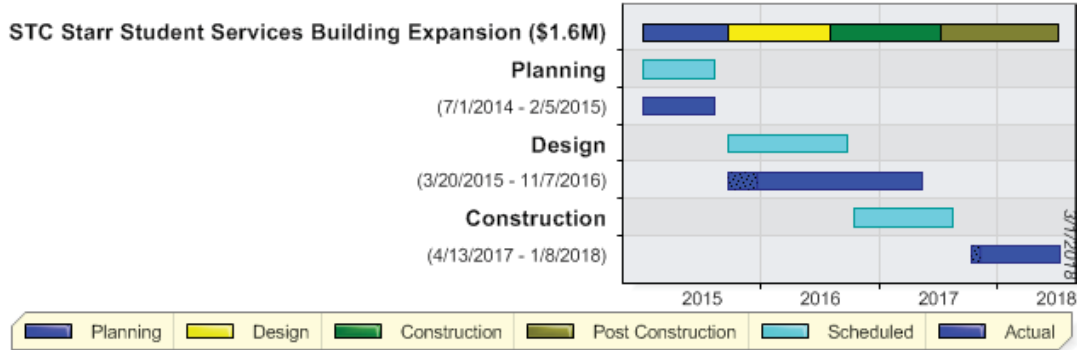 STC Starr Student Services Building Expansion ($1.6M)
Planning
(7/1/2014 - 2/5/2015)
Design
(3/20/2015 - 11/7/2016)
Construction
(4/13/2017 - 1/8/2018)
3/1/2018
2015 2016 2017 2018
Planning Design Construction Post Construction Scheduled Actual